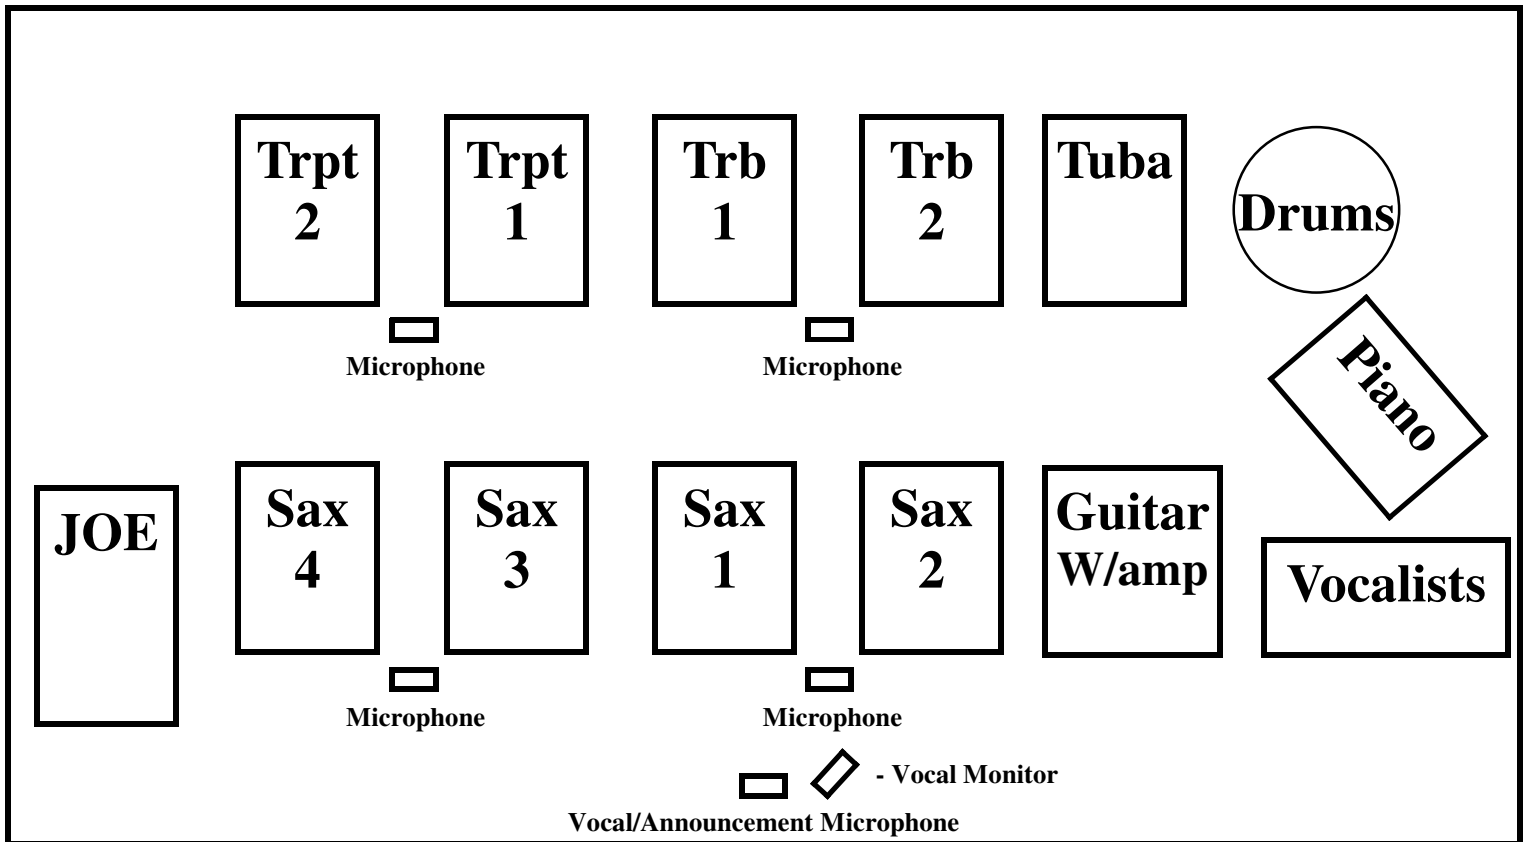 Trpt
2
Trpt
1
Trb
1
Trb
2
Tuba
Drums
Microphone
Microphone
Piano
JOE
Sax
4
Sax
3
Sax
1
Sax
2
Guitar
W/amp
Vocalists
Microphone
Microphone
- Vocal Monitor
Vocal/Announcement Microphone